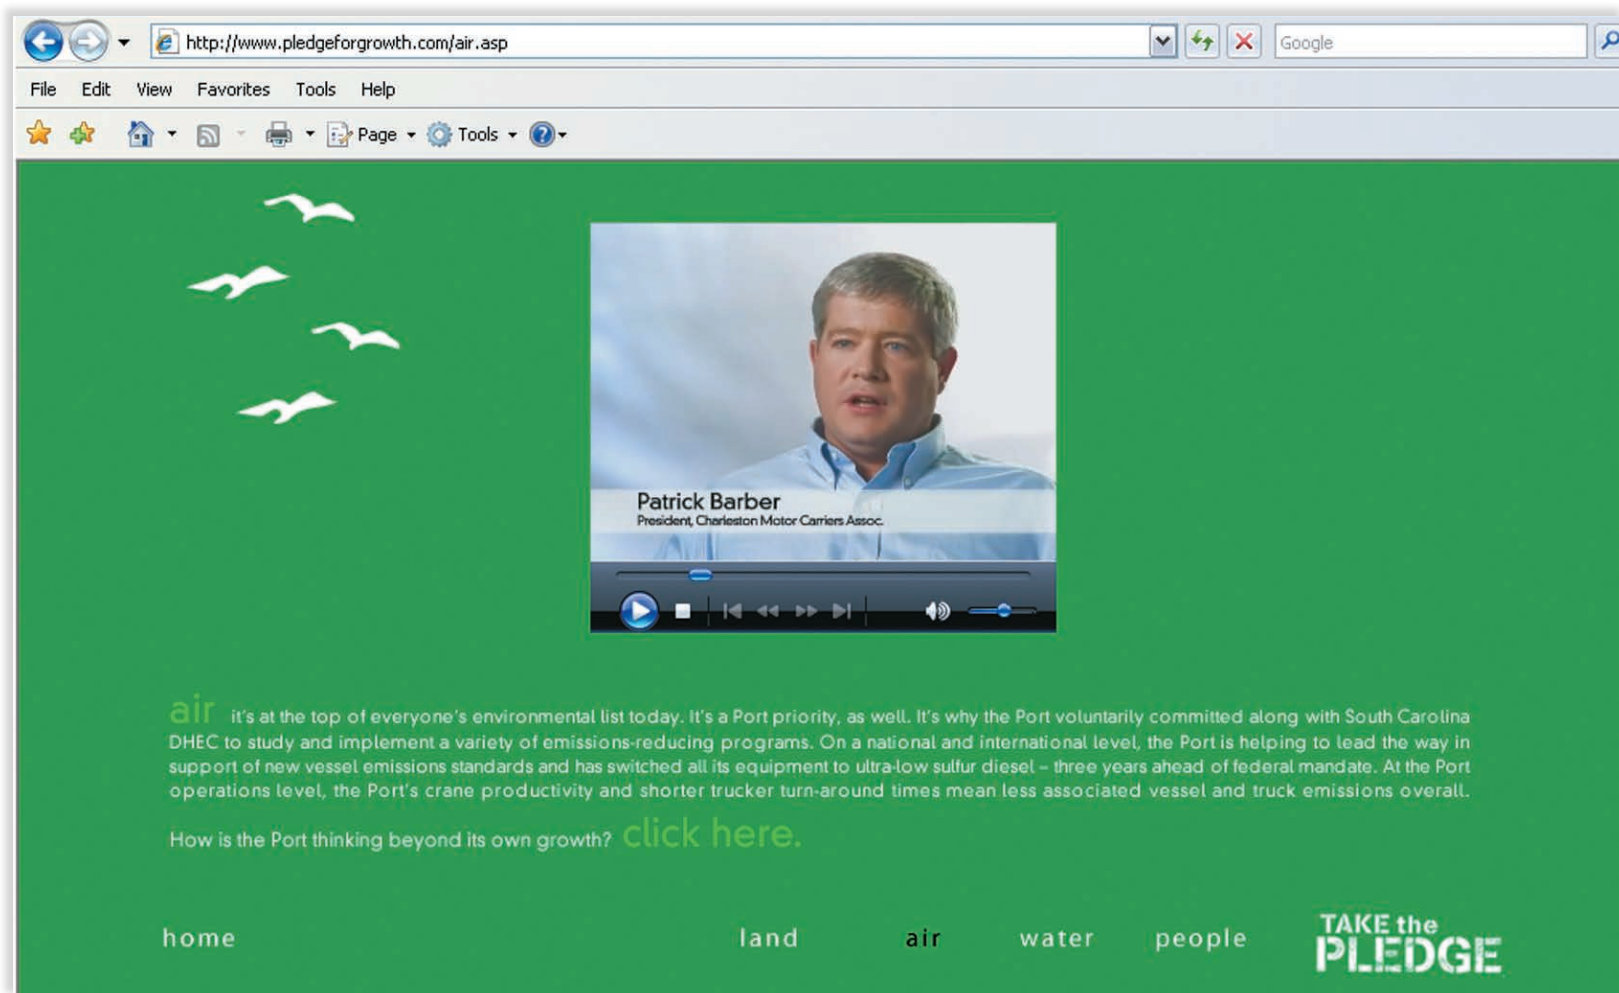 http://www.pledgeforgrowth.com/air.asp
Google
File Edit View Favorites Tools Help
Page Tools
Patrick Barber
President, Charleston Motor Carriers Assoc.
air it's at the top of everyone's environmental list today. It's a Port priority, as well. It's why the Port voluntarily committed along with South Carolina
DHEC to study and implement a variety of emissions-reducing programs. On a national and international level, the Port is helping to lead the way in
support of new vessel emissions standards and has switched all its equipment to ultra-low sulfur diesel – three years ahead of federal mandate. At the Port
operations level, the Port's crane productivity and shorter trucker turn-around times mean less associated vessel and truck emissions overall.
How is the Port thinking beyond its own growth? click here.
home land air water people
TAKE the
PLEDGE